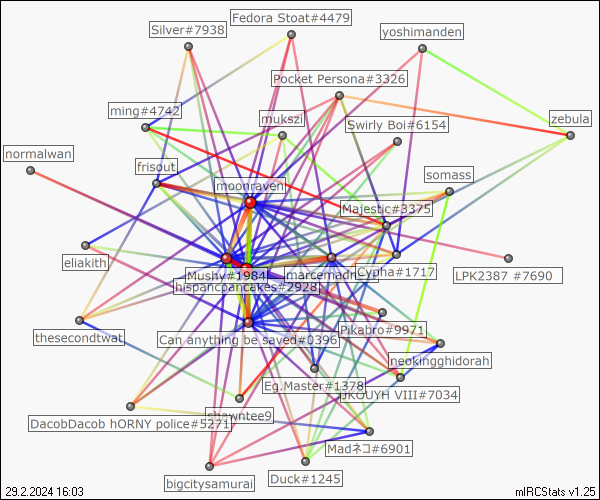 Fedora Stoat#4479
Silver#7938
yoshimanden
Pocket Persona#3326
ming#4742
mukszi
zebula
Swirly Boi#6154
normalwan
frisout
somass
moonraven
Majestic#3375
eliakith
Mushy#1984
Cypha#1717
LPK2387 #7690
hispancpancakes#2928
thesecondtwat
Can anything be saved#0396
Pikabro#9971
neokingghidorah
Eg.Master#1378
JKOUYH VIII#7034
shawntee9
DacobDacob hORNY police#5271
Madネコ#6901
bigcitysamurai
Duck#1245
29.2.2024 16:03
mIRCStats v1.25